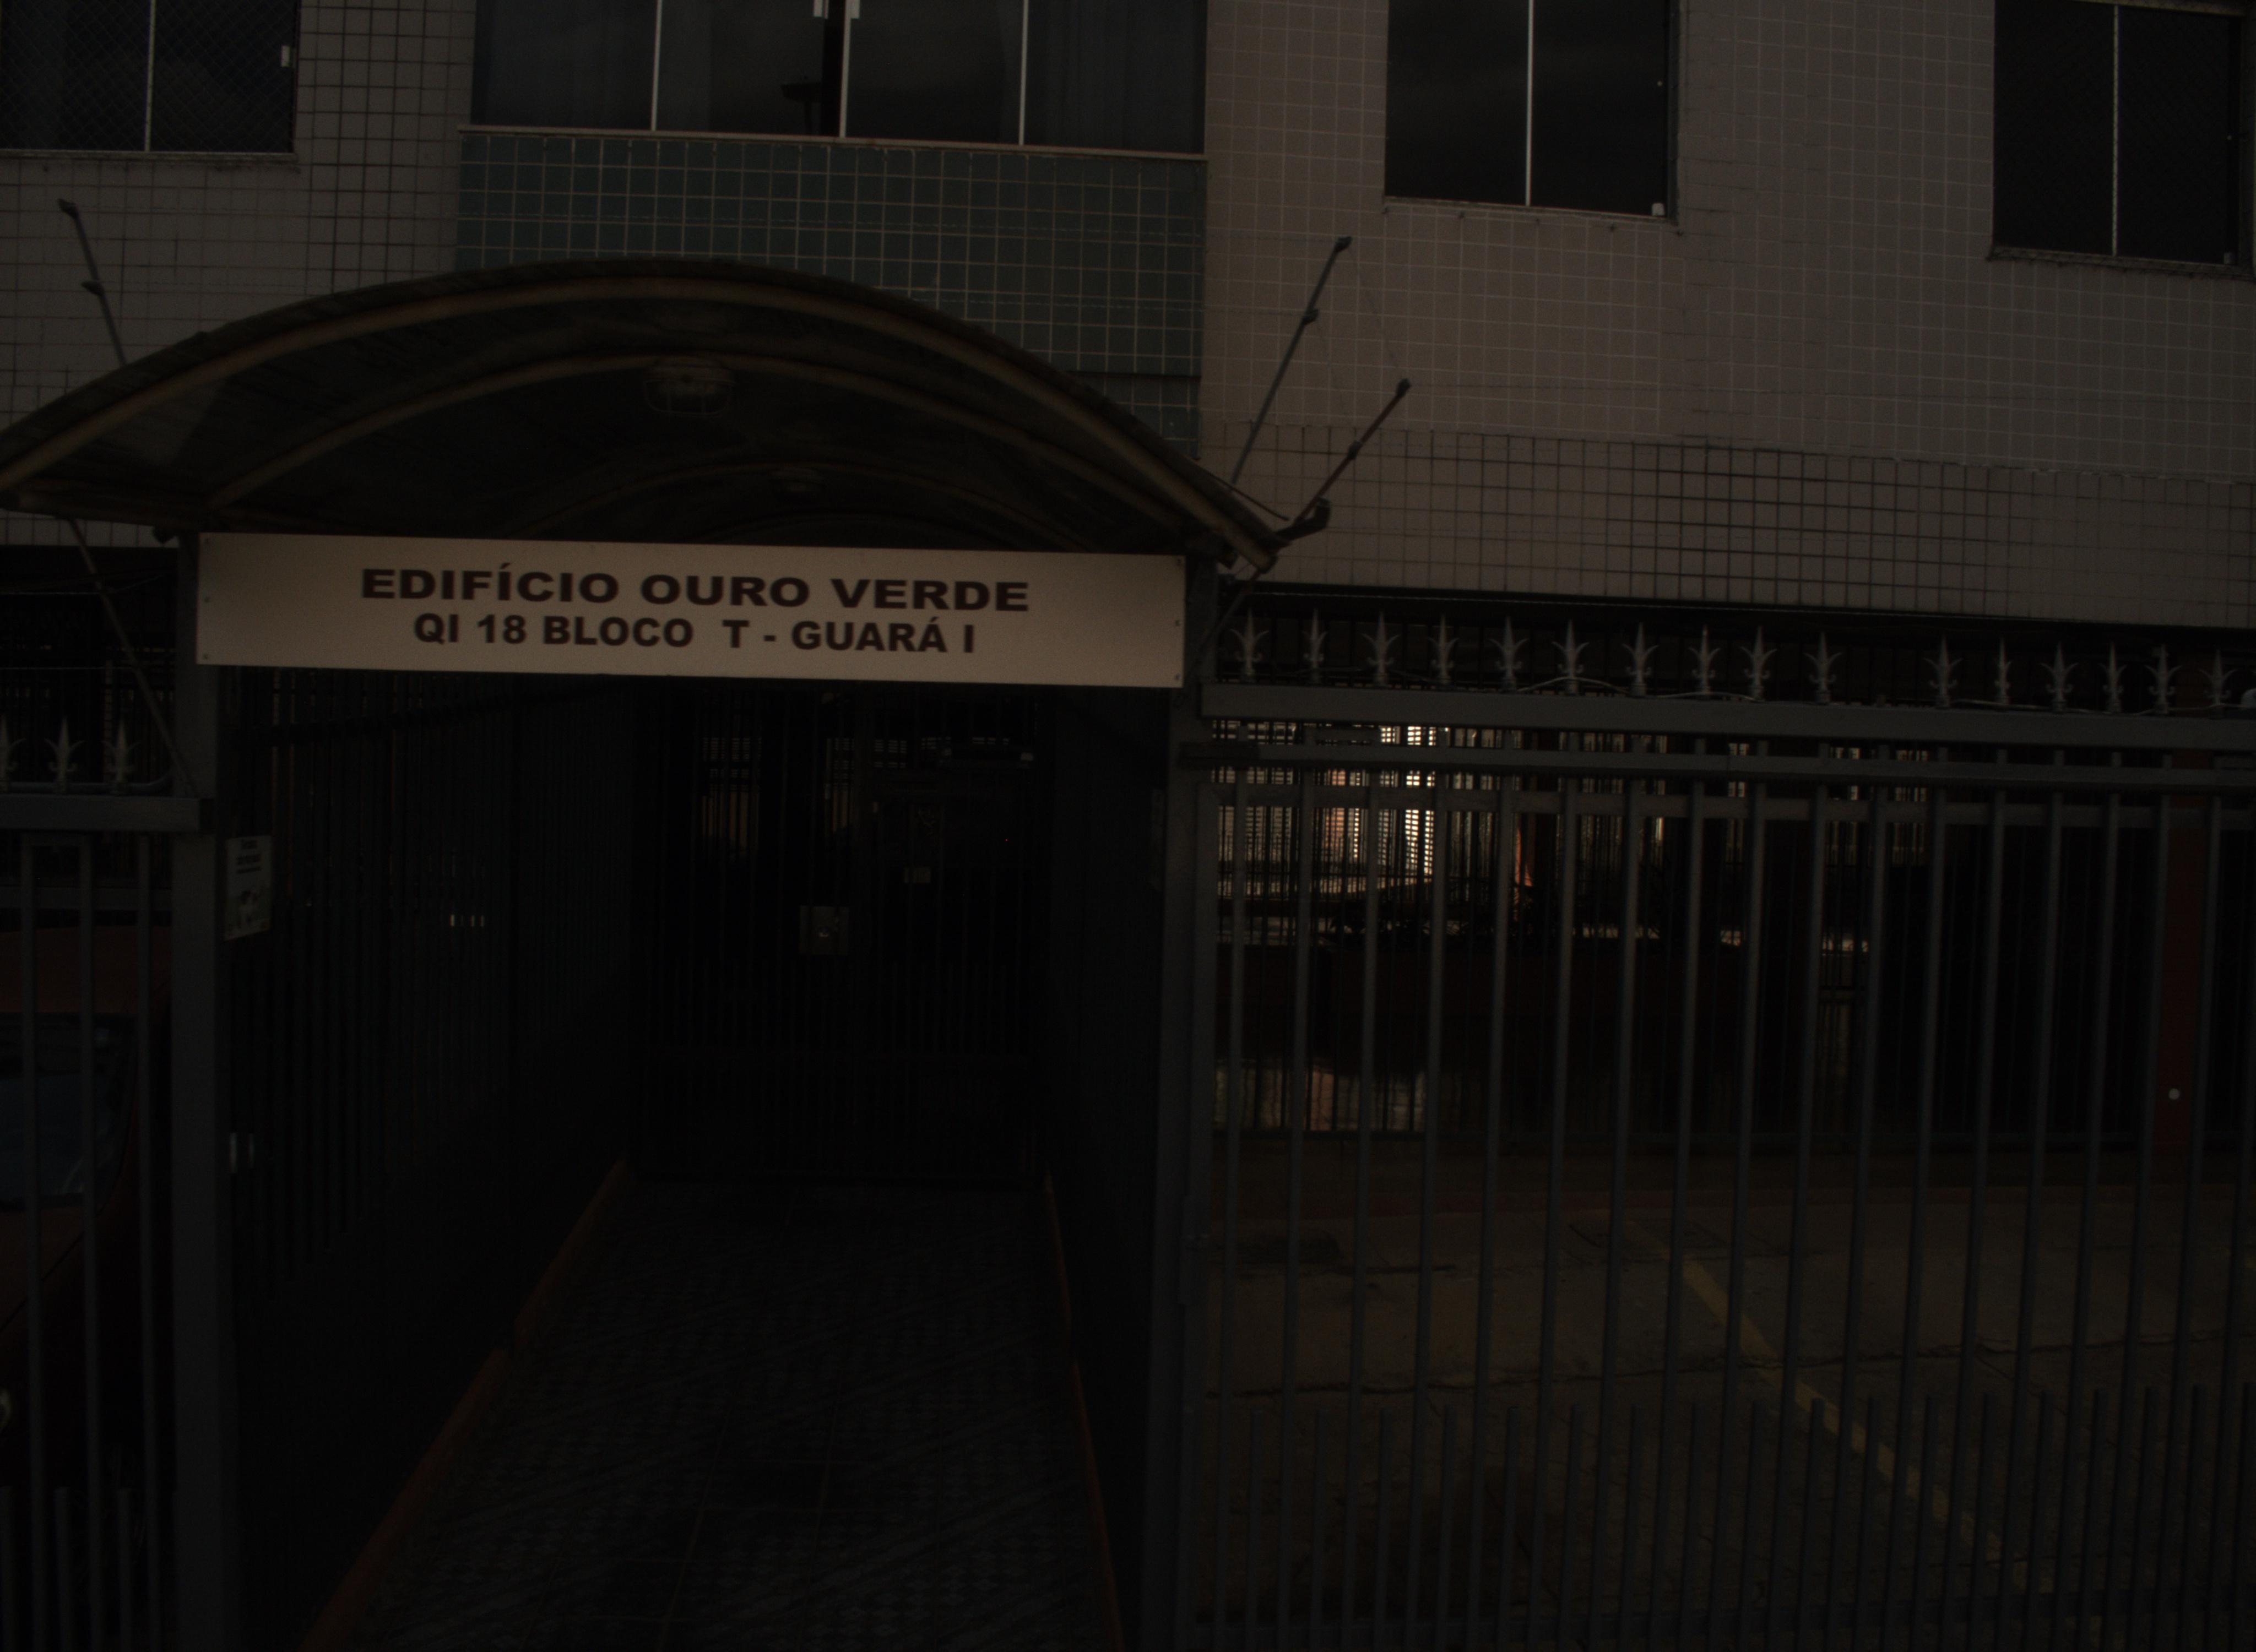 EDIFÍCIO OURO VERDE
QI 18 BLOCO T - GUARÁ I